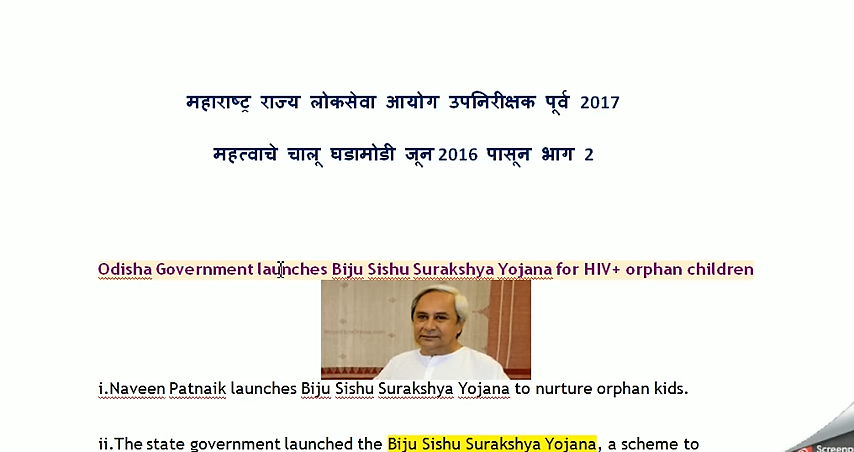 महाराष्ट्र राज्य लोकसेवा आयोग उपनिरीक्षक पूर्व 2017
महत्वाचे चालू घडामोडी जून 2016 पासून भाग 2
Odisha Government launches Biju Sishu Surakshya Yojana for HIV+ orphan children
i.Naveen Patnaik launches Biju Sishu Surakshya Yojana to nurture orphan kids.
ii.The state government launched the Biju Sishu Surakshya Yojana, a scheme to